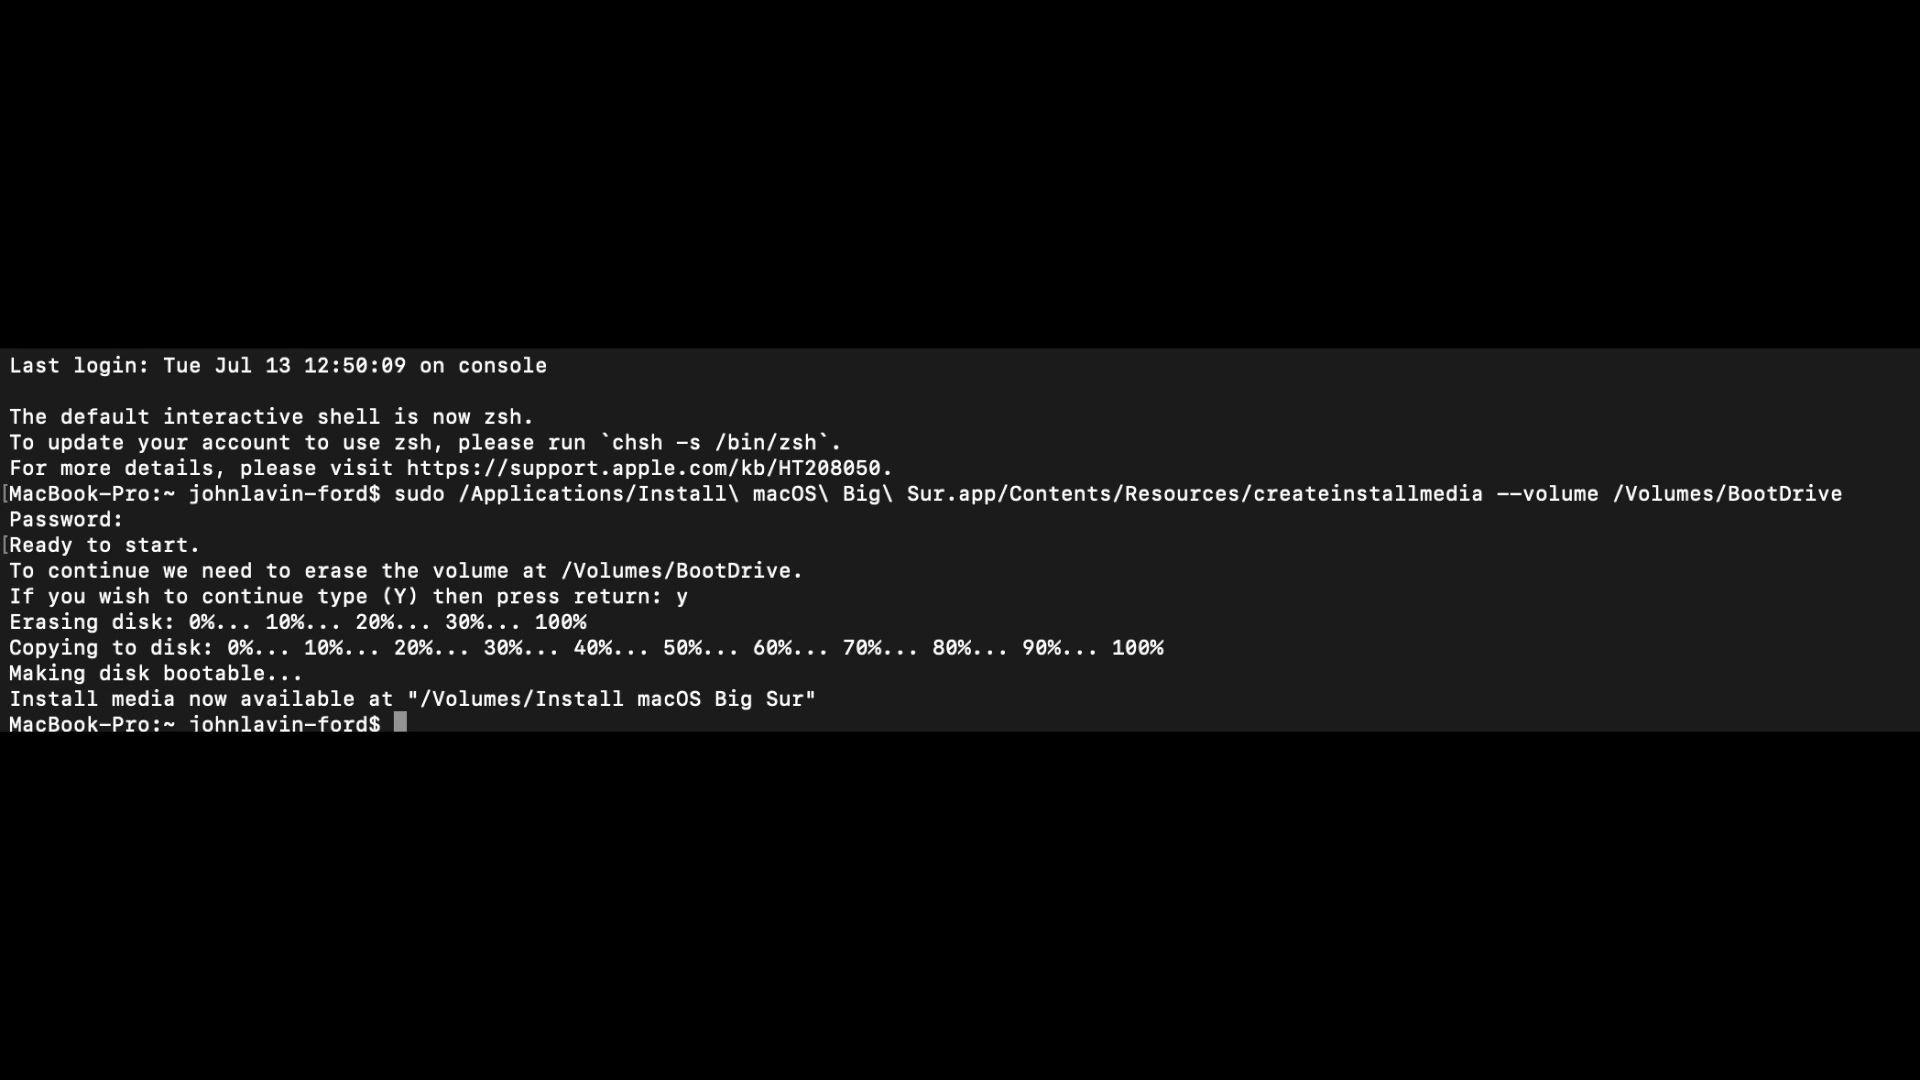 Last login: Tue Jul 13 12:50:09 on console
The default interactive shell is now zsh.
To update your account to use zsh, please run `chsh -s /bin/zsh`.
For more details, please visit https://support.apple.com/kb/HT208050.
[MacBook-Pro:~ johnlavin-ford$ sudo /Applications/Install\ macOS\ Big\ Sur.app/Contents/Resources/createinstallmedia --volume /Volumes/BootDrive
Password:
[Ready to start.
To continue we need to erase the volume at /Volumes/BootDrive.
If you wish to continue type (Y) then press return: y
Erasing disk: 0%... 10%... 20%... 30%... 100%
Copying to disk: 0%... 10%... 20%... 30%... 40%... 50%... 60%... 70%... 80%... 90%... 100%
Making disk bootable...
Install media now available at "/Volumes/Install macOS Big Sur"
MacBook-Pro:~ johnlavin-ford$